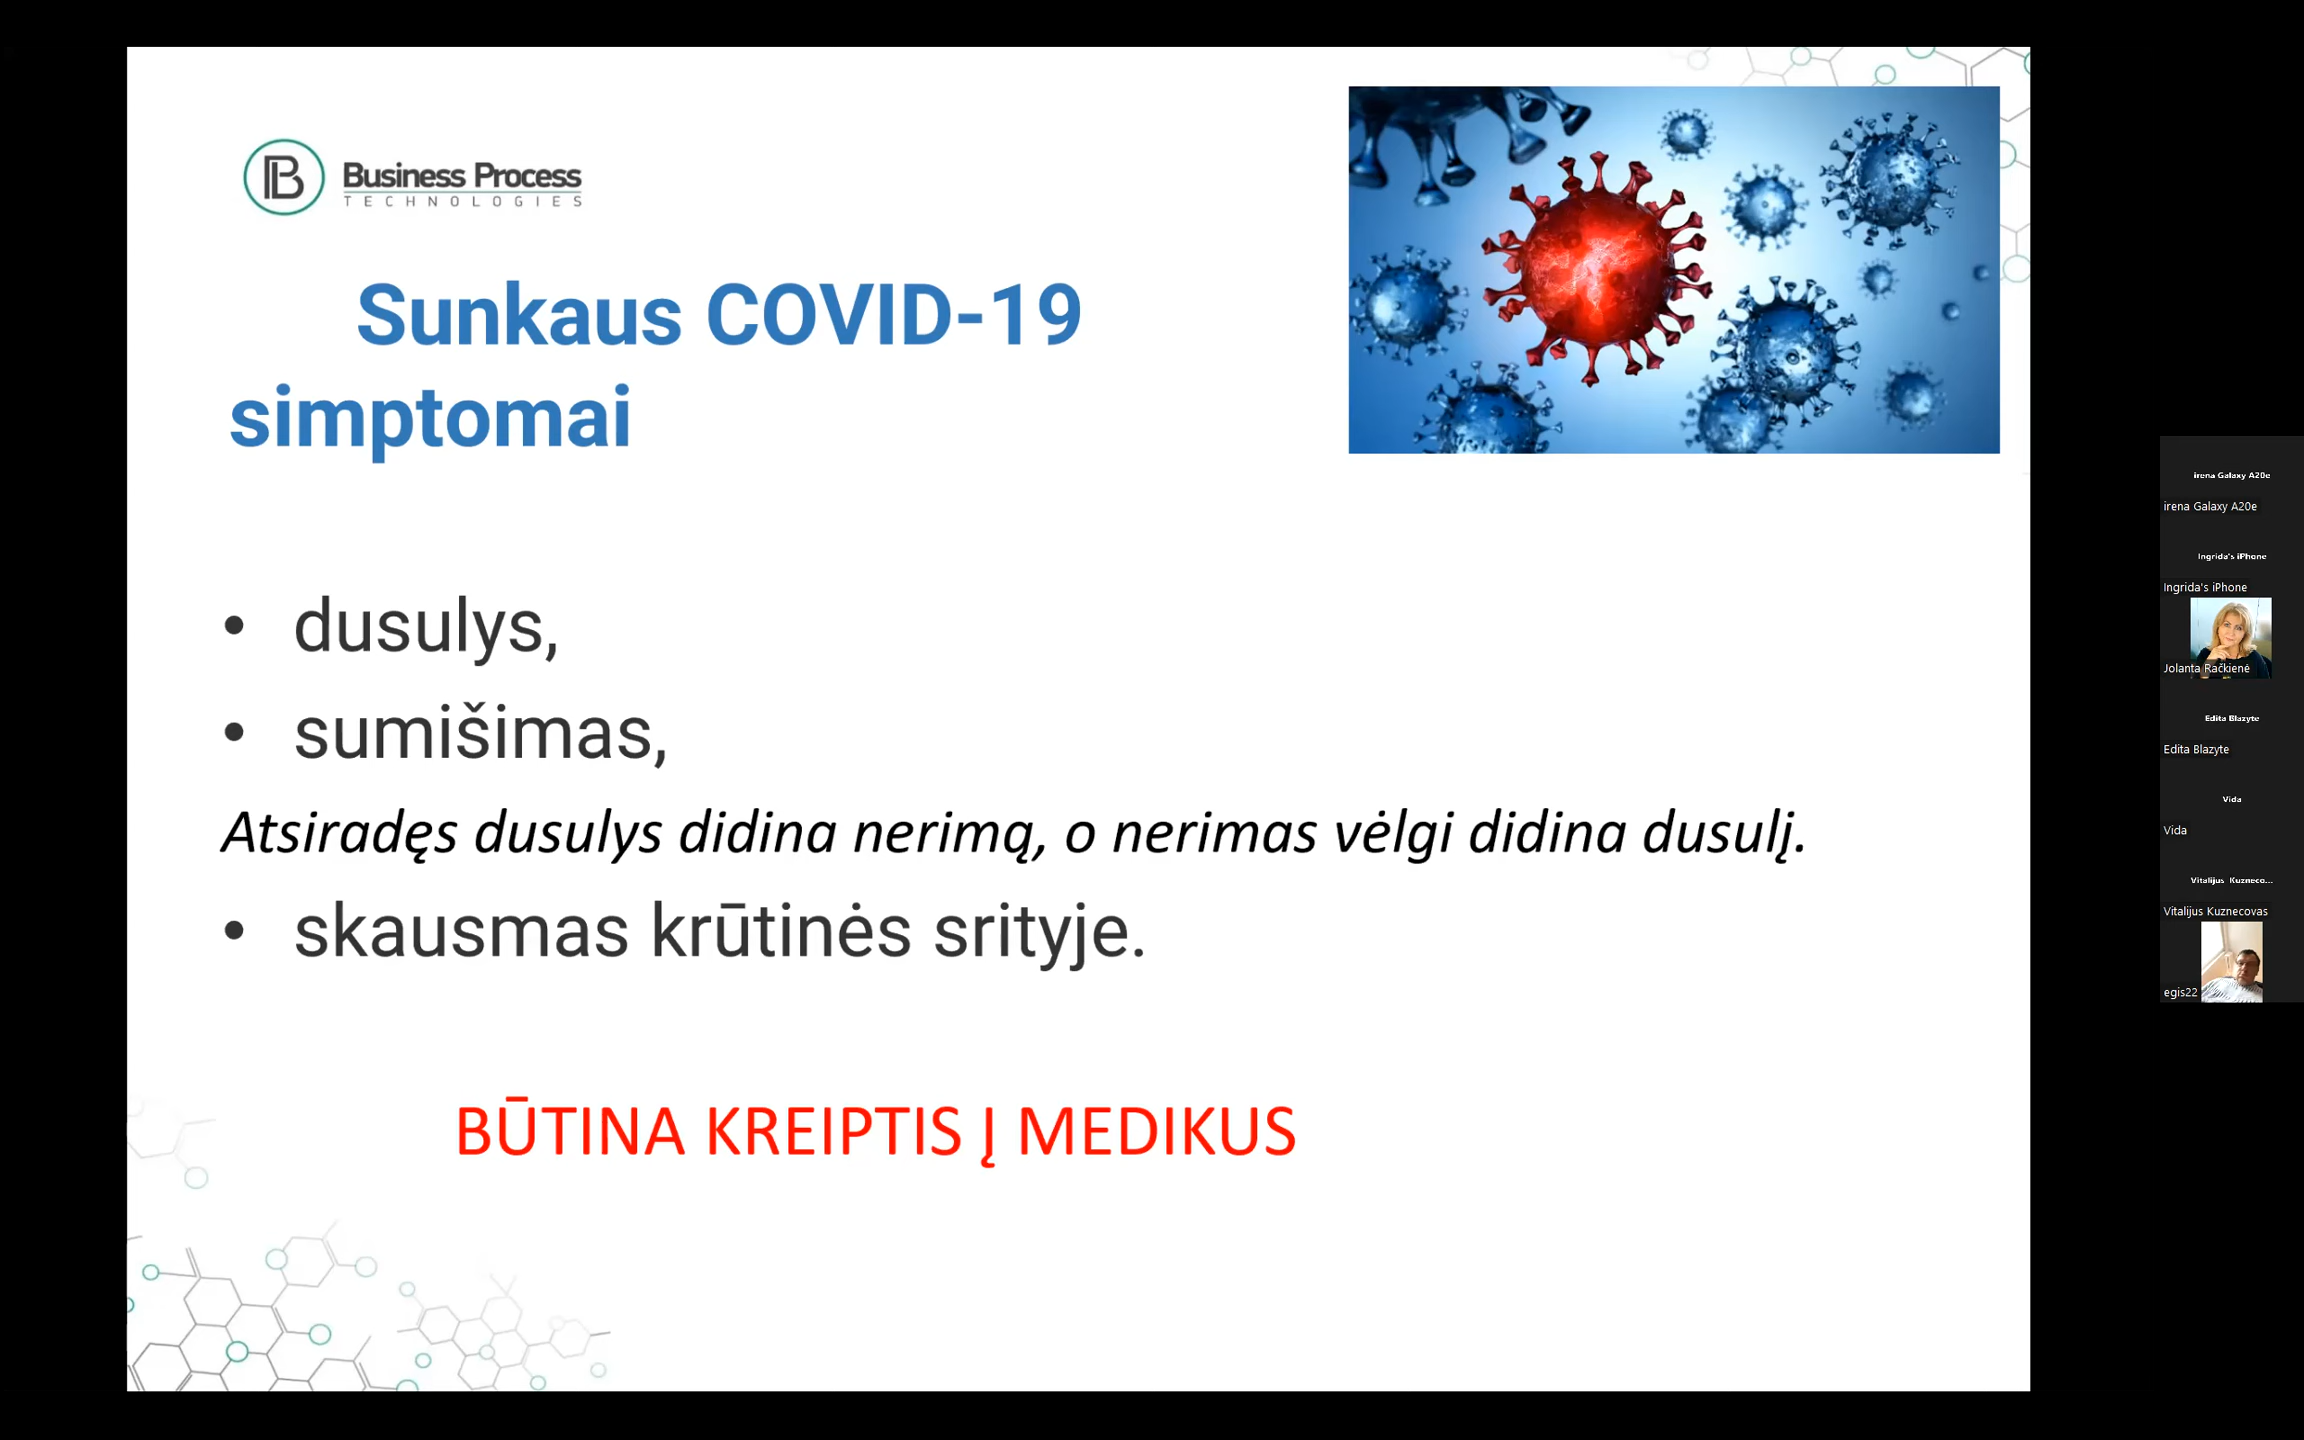 Business Process
TECHNOLOGIES
Sunkaus COVID-19
simptomai
• dusulys,
• sumišimas,
Atsiradęs dusulys didina nerimą, o nerimas vėlgi didina dusulį.
• skausmas krūtinės srityje.
BŪTINA KREIPTIS Į MEDIKUS
irena Galaxy A20e
irena Galaxy A20e
Ingrida's iPhone
Ingrida's iPhone
Jolanta Račkienė
Edita Blazyte
Edita Blazyte
Vida
Vida
Vitalijus Kuzneco...
Vitalijus Kuznecovas
egis22